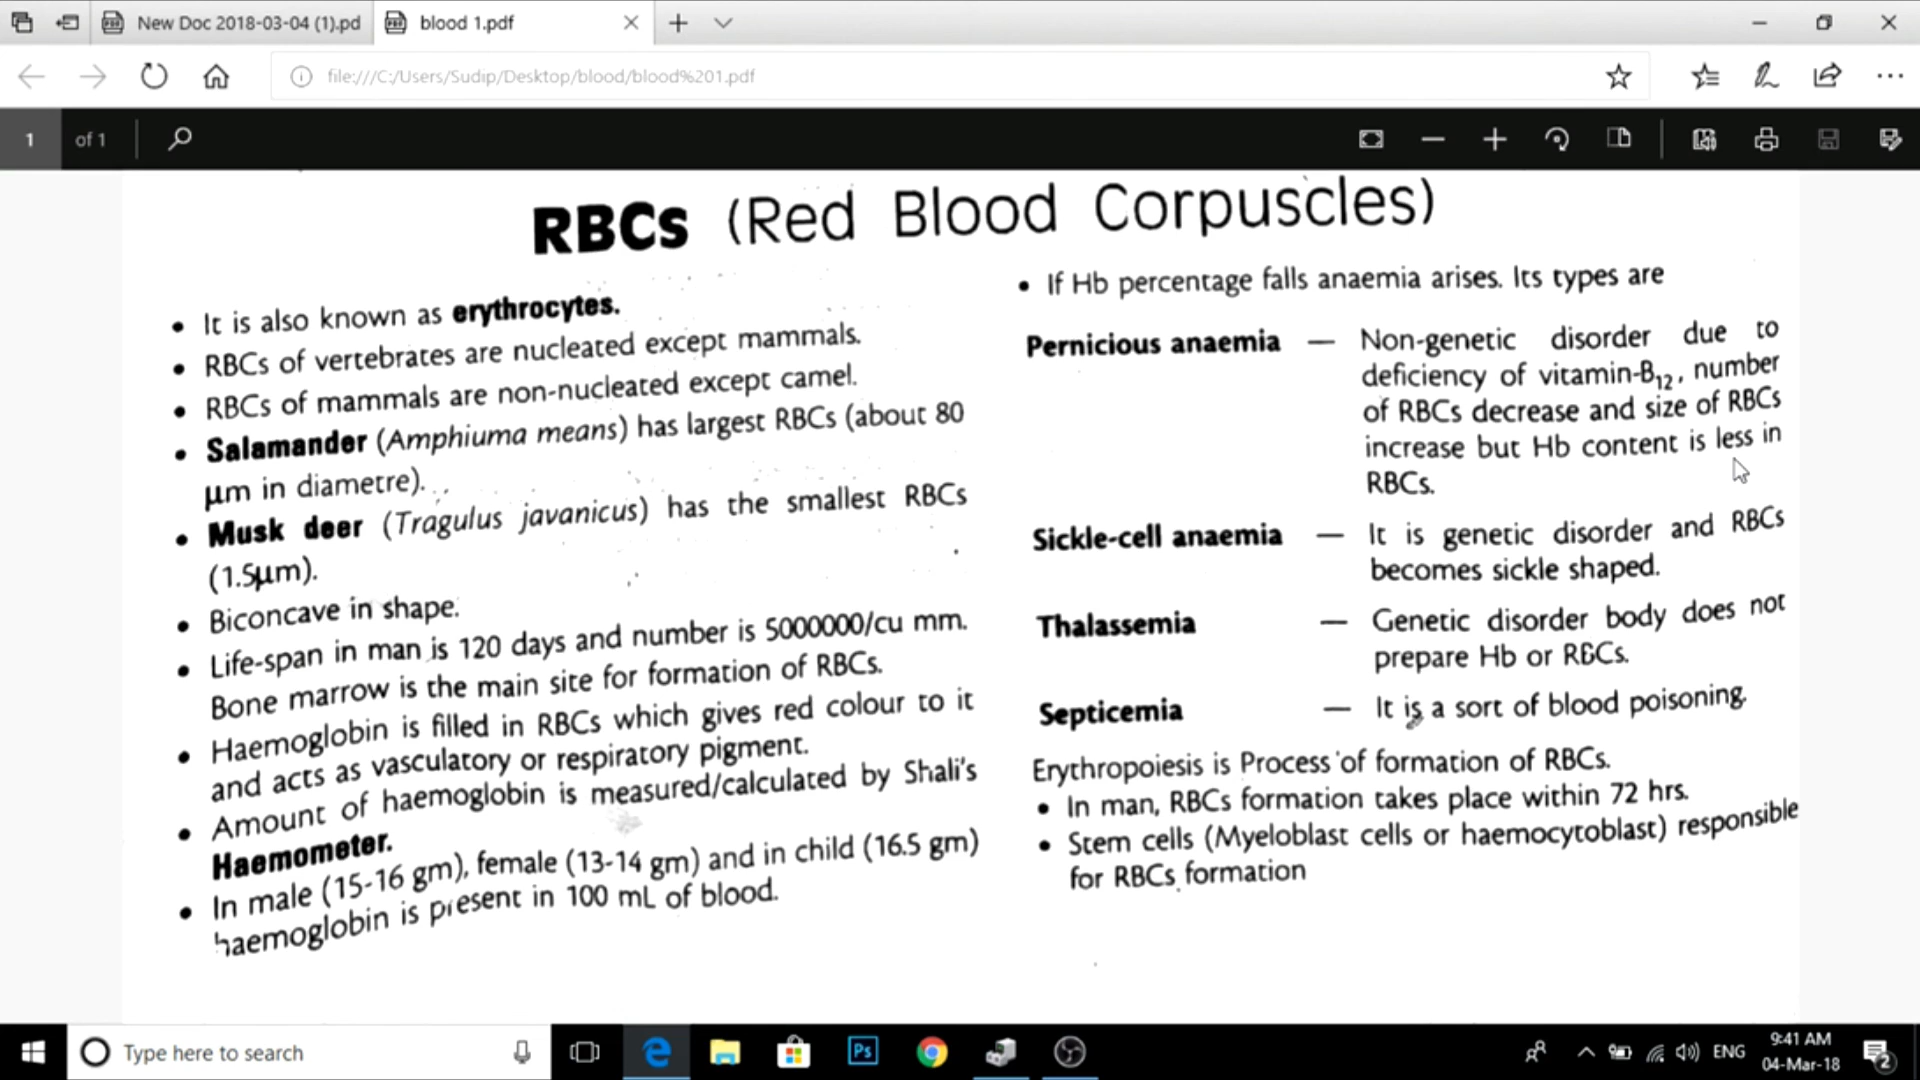 New Doc 2018-03-04 (1).pd
blood 1.pdf
file:///C:/Users/Sudip/Desktop/blood/blood%201.pdf
1 of 1
RBCs (Red Blood Corpuscles)
• It is also known as erythrocytes.
• RBCs of vertebrates are nucleated except mammals.
• RBCs of mammals are non-nucleated except camel.
• Salamander (Amphiuma means) has largest RBCs (about 80
µm in diametre).
• Musk deer (Tragulus javanicus) has the smallest RBCs
(1.5µm).
• Biconcave in shape.
• Life-span in man is 120 days and number is 5000000/cu mm.
Bone marrow is the main site for formation of RBCs.
• Haemoglobin is filled in RBCs which gives red colour to it
and acts as vasculatory or respiratory pigment.
• Amount of haemoglobin is measured/calculated by Shali's
Haemometer.
• In male (15-16 gm), female (13-14 gm) and in child (16.5 gm)
haemoglobin is present in 100 mL of blood.
• If Hb percentage falls anaemia arises. Its types are
Pernicious anaemia — Non-genetic disorder due to
deficiency of vitamin-B12, number
of RBCs decrease and size of RBCs
increase but Hb content is less in
RBCs.
Sickle-cell anaemia — It is genetic disorder and RBCs
becomes sickle shaped.
Thalassemia — Genetic disorder body does not
prepare Hb or RBCs.
Septicemia — It is a sort of blood poisoning.
Erythropoiesis is Process of formation of RBCs.
• In man, RBCs formation takes place within 72 hrs.
• Stem cells (Myeloblast cells or haemocytoblast) responsible
for RBCs formation
Type here to search
Ps
ENG
9:41 AM
04-Mar-18
2